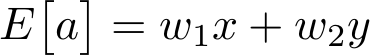 E[a] = w₁x + w₂y